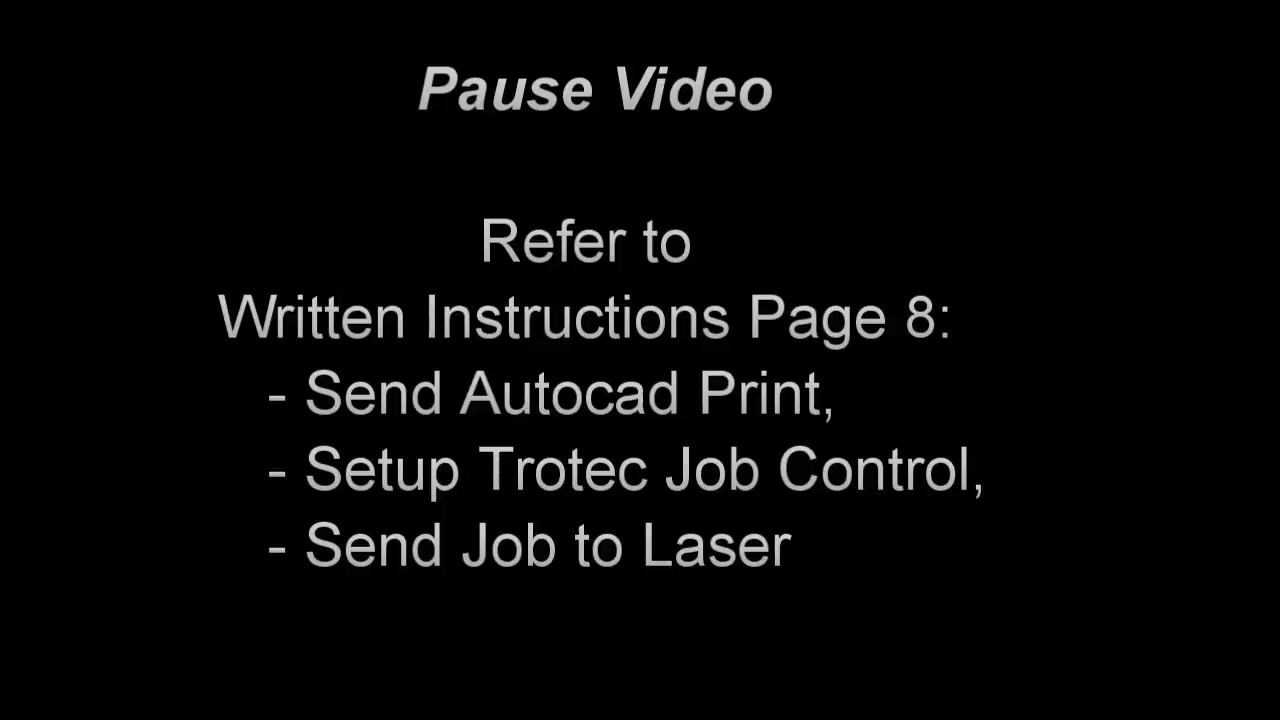 Pause Video
Refer to
Written Instructions Page 8:
- Send Autocad Print,
- Setup Trotec Job Control,
- Send Job to Laser